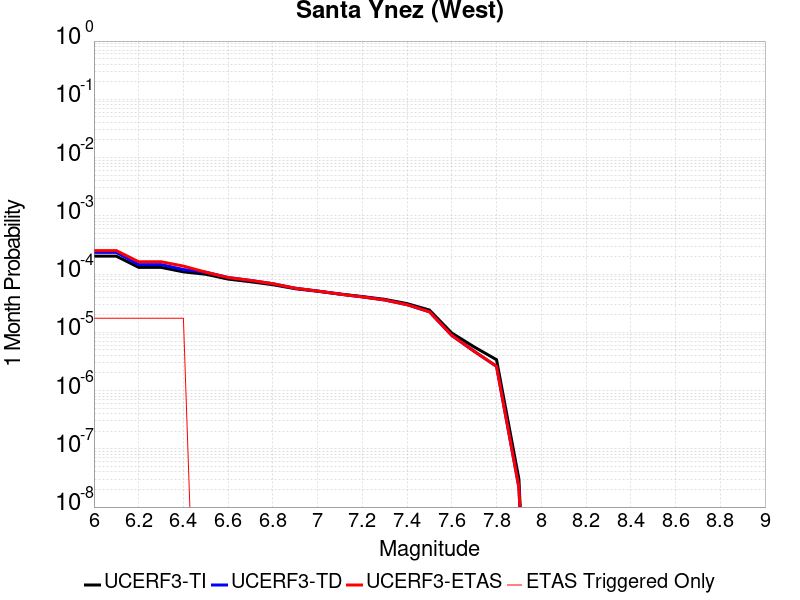 Santa Ynez (West)
10^0
10^-1
10^-2
10^-3
10^-4
10^-5
10^-6
10^-7
10^-8
1 Month Probability
6 6.2 6.4 6.6 6.8 7 7.2 7.4 7.6 7.8 8 8.2 8.4 8.6 8.8 9
Magnitude
UCERF3-TI UCERF3-TD UCERF3-ETAS ETAS Triggered Only